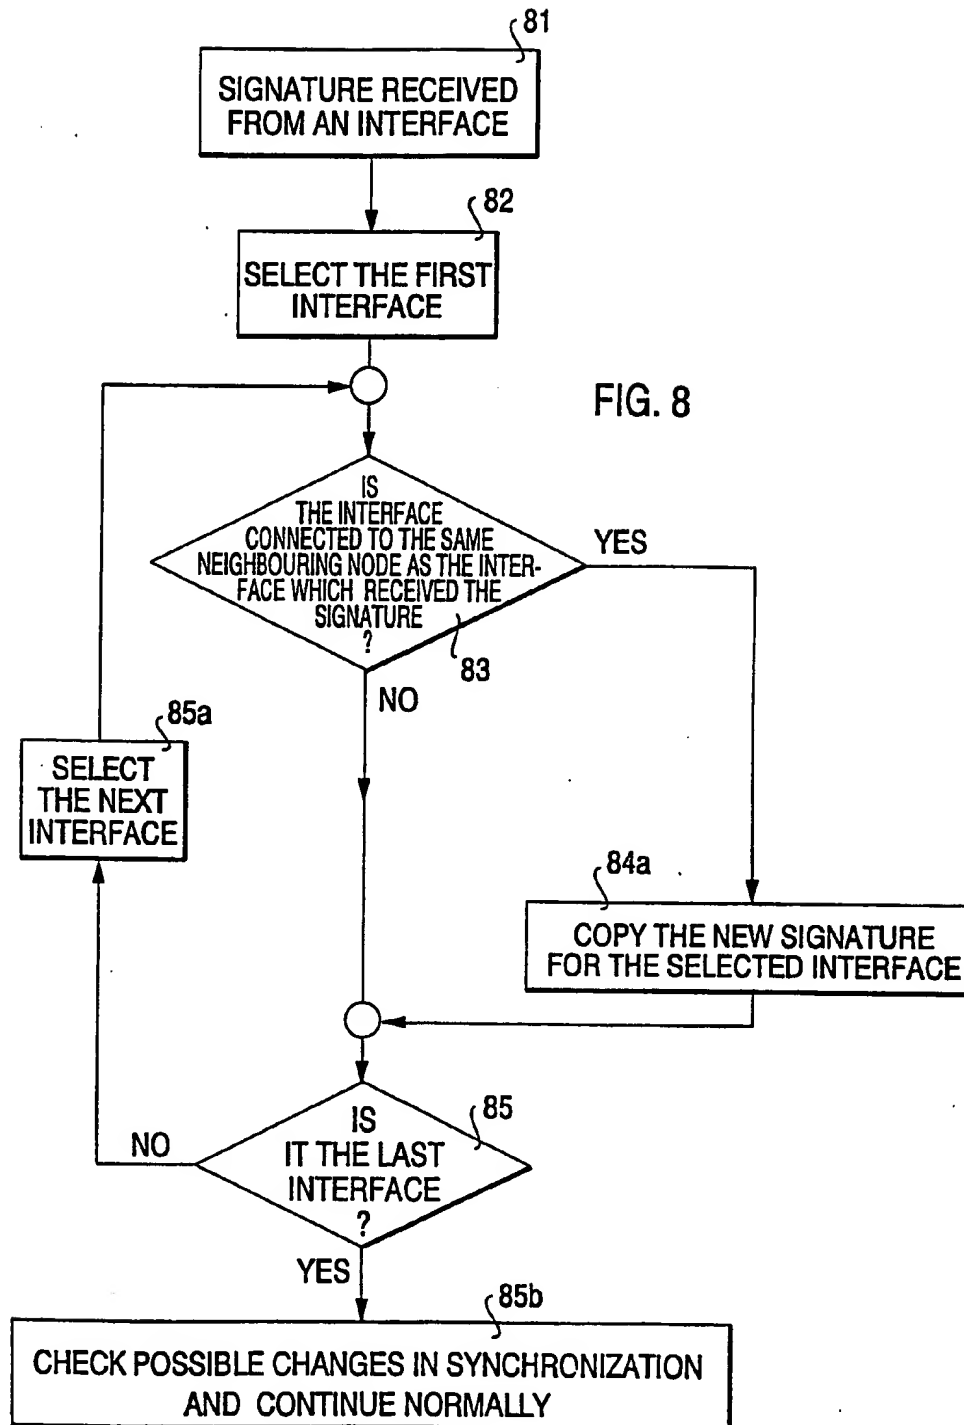 81
SIGNATURE RECEIVED
FROM AN INTERFACE
82
SELECT THE FIRST
INTERFACE
FIG. 8
IS
THE INTERFACE
CONNECTED TO THE SAME
NEIGHBOURING NODE AS THE INTER-
FACE WHICH RECEIVED THE
SIGNATURE
?
83
YES
NO
85a
SELECT
THE NEXT
INTERFACE
84a
COPY THE NEW SIGNATURE
FOR THE SELECTED INTERFACE
85
IS
IT THE LAST
INTERFACE
?
NO
YES
85b
CHECK POSSIBLE CHANGES IN SYNCHRONIZATION
AND CONTINUE NORMALLY